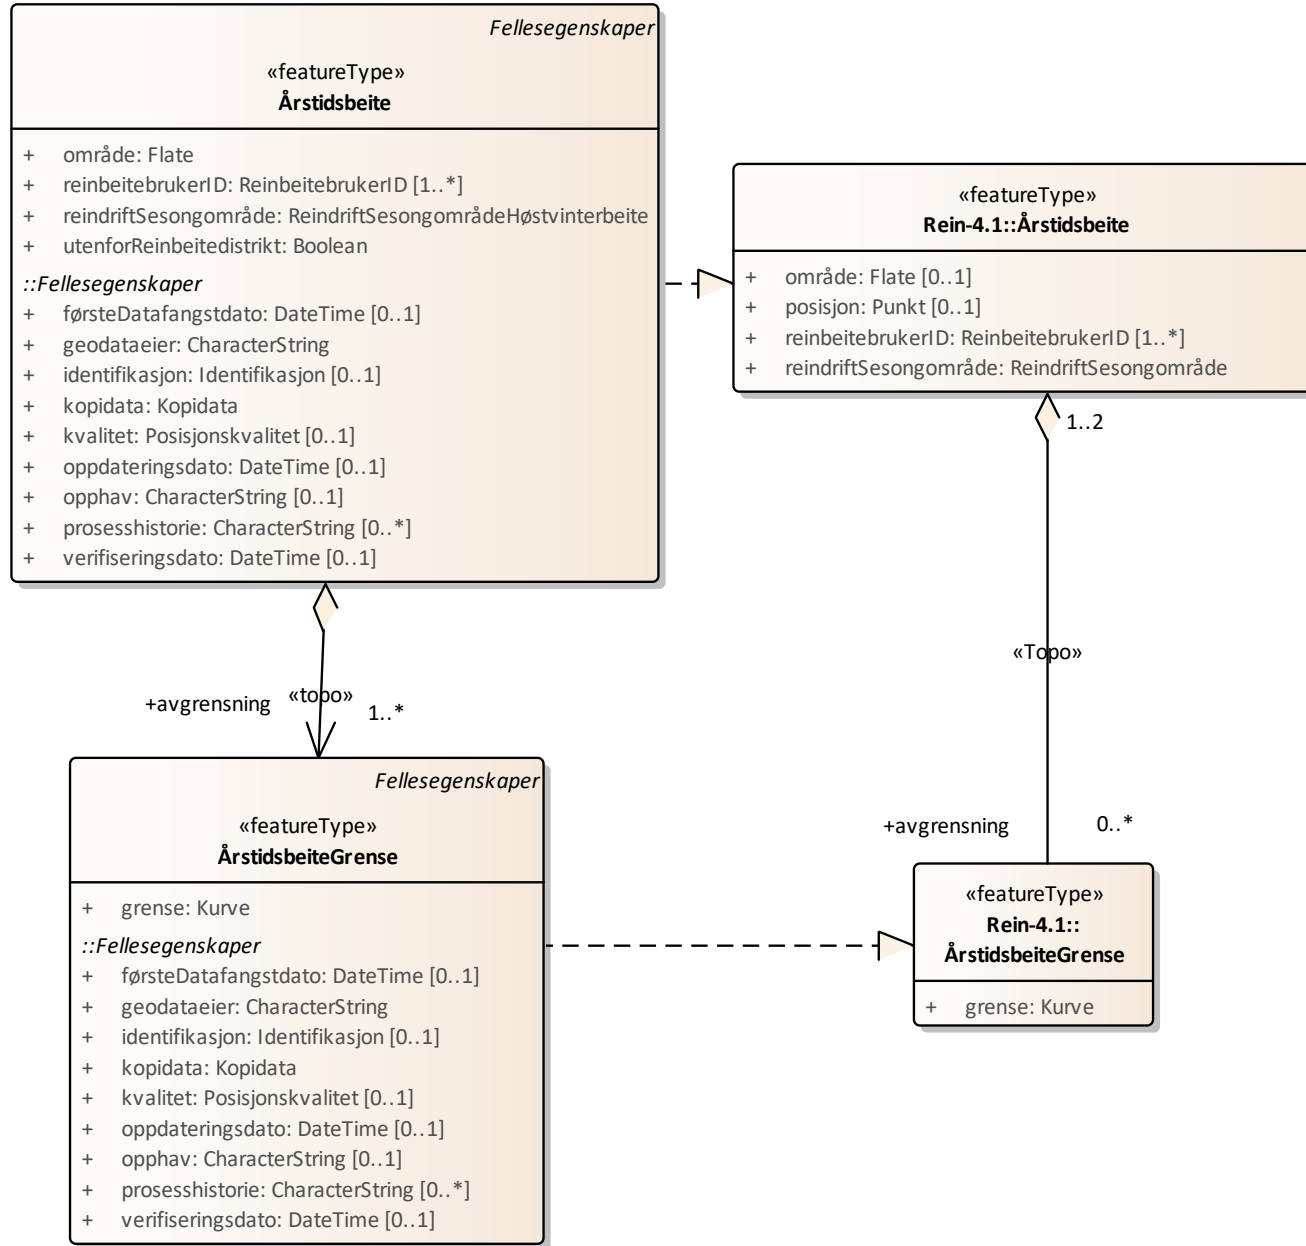 Fellesegenskaper
«featureType»
Årstidsbeite
+ område: Flate
+ reinbeitebrukerID: ReinbeitebrukerID [1..*]
+ reindriftSesongområde: ReindriftSesongområdeHøstvinterbeite
+ utenforReinbeitedistrikt: Boolean
::Fellesegenskaper
+ førsteDatafangstdato: DateTime [0..1]
+ geodataeier: CharacterString
+ identifikasjon: Identifikasjon [0..1]
+ kopidata: Kopidata
+ kvalitet: Posisjonskvalitet [0..1]
+ oppdateringsdato: DateTime [0..1]
+ opphav: CharacterString [0..1]
+ prosesshistorie: CharacterString [0..*]
+ verifiseringsdato: DateTime [0..1]
«featureType»
Rein-4.1::Årstidsbeite
+ område: Flate [0..1]
+ posisjon: Punkt [0..1]
+ reinbeitebrukerID: ReinbeitebrukerID [1..*]
+ reindriftSesongområde: ReindriftSesongområde
1..2
«Topo»
+avgrensning 0..*
+avgrensning «topo» 1..*
Fellesegenskaper
«featureType»
ÅrstidsbeiteGrense
+ grense: Kurve
::Fellesegenskaper
+ førsteDatafangstdato: DateTime [0..1]
+ geodataeier: CharacterString
+ identifikasjon: Identifikasjon [0..1]
+ kopidata: Kopidata
+ kvalitet: Posisjonskvalitet [0..1]
+ oppdateringsdato: DateTime [0..1]
+ opphav: CharacterString [0..1]
+ prosesshistorie: CharacterString [0..*]
+ verifiseringsdato: DateTime [0..1]
«featureType»
Rein-4.1::
ÅrstidsbeiteGrense
+ grense: Kurve